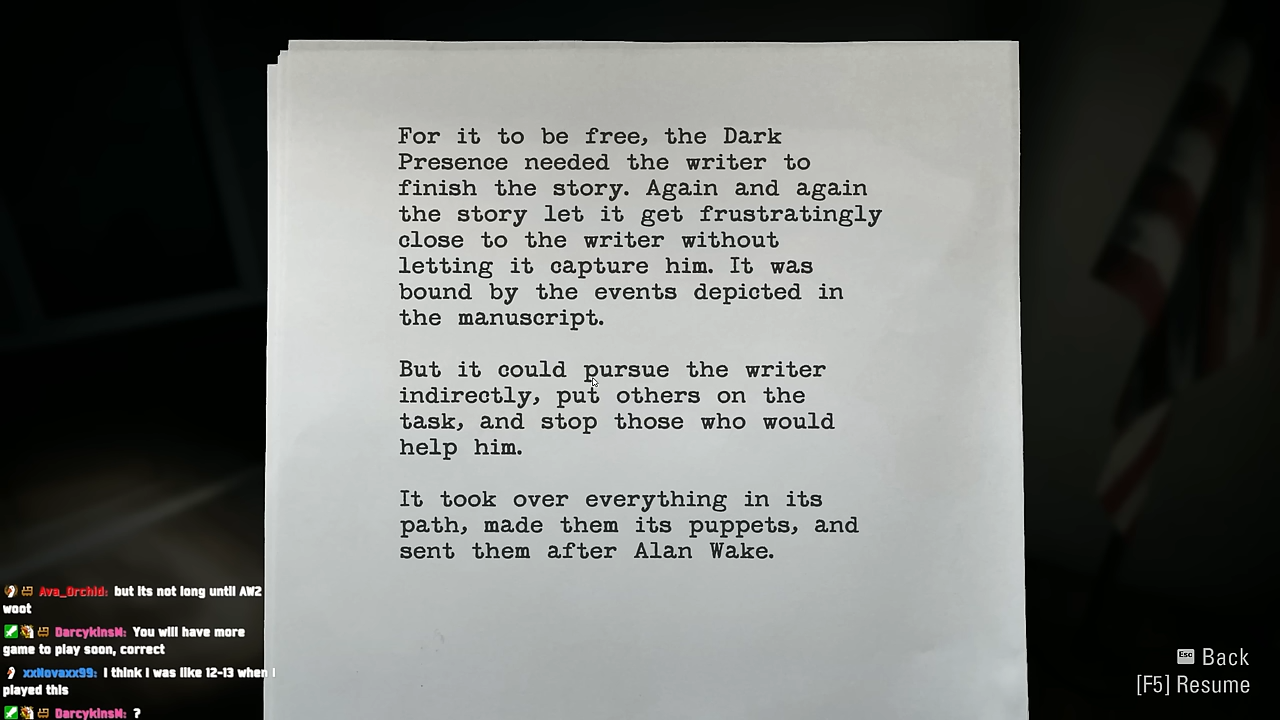 For it to be free, the Dark
Presence needed the writer to
finish the story. Again and again
the story let it get frustratingly
close to the writer without
letting it capture him. It was
bound by the events depicted in
the manuscript.
But it could pursue the writer
indirectly, put others on the
task, and stop those who would
help him.
It took over everything in its
path, made them its puppets, and
sent them after Alan Wake.
Ava_Orchid: but its not long until AW2
woot
DarcykinsN: You will have more
game to play soon, correct
xxNovaxx99: I think I was like 12-13 when I
played this
DarcykinsN: ?
Esc Back
[F5] Resume